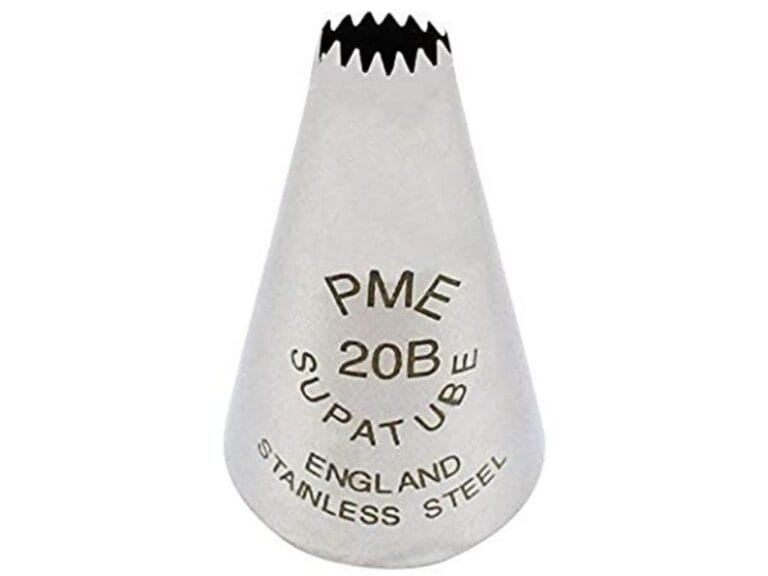 PME
20B
SUPATUBE
ENGLAND
STAINLESS STEEL